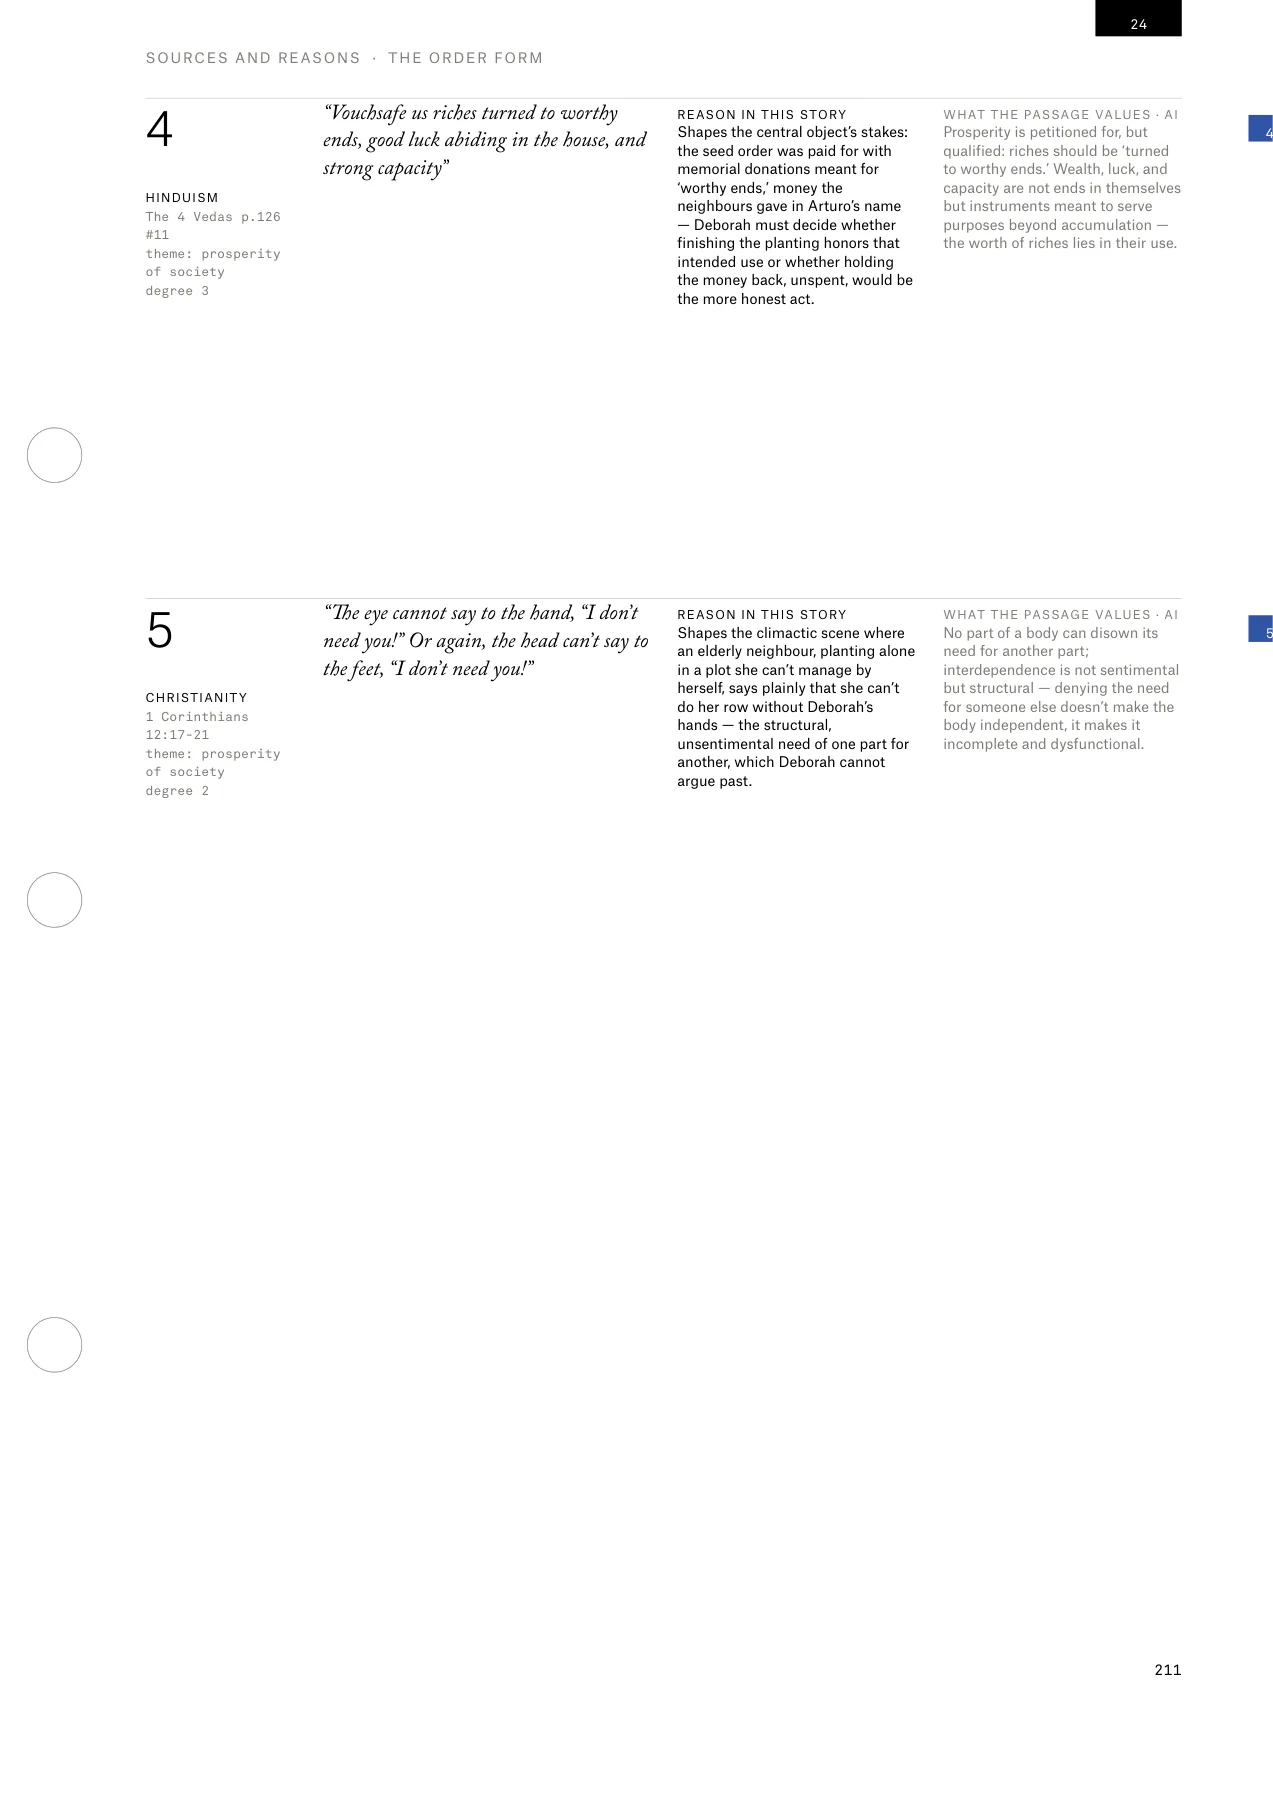 24
SOURCES AND REASONS · THE ORDER FORM
4
HINDUISM
The 4 Vedas p.126
#11
theme: prosperity
of society
degree 3
“Vouchsafe us riches turned to worthy
ends, good luck abiding in the house, and
strong capacity”
REASON IN THIS STORY
Shapes the central object’s stakes:
the seed order was paid for with
memorial donations meant for
‘worthy ends,’ money the
neighbours gave in Arturo’s name
— Deborah must decide whether
finishing the planting honors that
intended use or whether holding
the money back, unspent, would be
the more honest act.
WHAT THE PASSAGE VALUES · AI
Prosperity is petitioned for, but
qualified: riches should be ‘turned
to worthy ends.’ Wealth, luck, and
capacity are not ends in themselves
but instruments meant to serve
purposes beyond accumulation —
the worth of riches lies in their use.
4
5
CHRISTIANITY
1 Corinthians
12:17-21
theme: prosperity
of society
degree 2
“The eye cannot say to the hand, “I don’t
need you!” Or again, the head can’t say to
the feet, “I don’t need you!”
REASON IN THIS STORY
Shapes the climactic scene where
an elderly neighbour, planting alone
in a plot she can’t manage by
herself, says plainly that she can’t
do her row without Deborah’s
hands — the structural,
unsentimental need of one part for
another, which Deborah cannot
argue past.
WHAT THE PASSAGE VALUES · AI
No part of a body can disown its
need for another part;
interdependence is not sentimental
but structural — denying the need
for someone else doesn’t make the
body independent, it makes it
incomplete and dysfunctional.
5
211